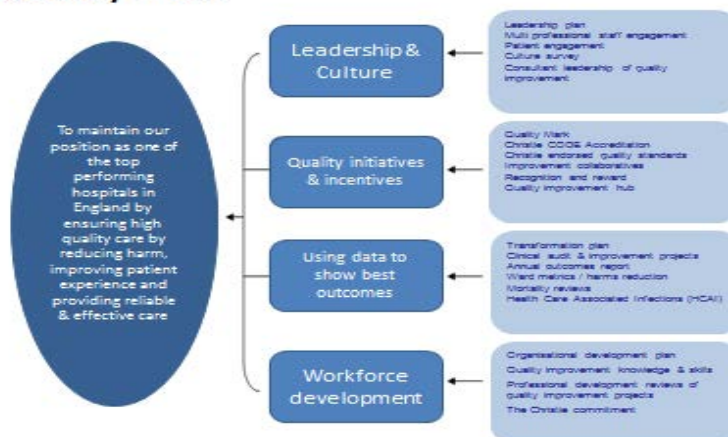 To maintain our
position as one of
the top
performing
hospitals in
England by
ensuring high
quality care by
reducing harm,
improving patient
experience and
providing reliable
& effective care
Leadership &
Culture
Leadership plan
Multi professional staff engagement
Patient engagement
Culture survey
Consultant leadership of quality
improvement
Quality initiatives
& incentives
Quality Mark
Christie CODE Accreditation
Christie endorsed quality standards
Improvement collaboratives
Recognition and reward
Quality improvement hub
Using data to
show best
outcomes
Transformation plan
Clinical audit & improvement projects
Annual outcomes report
Ward metrics / harms reduction
Mortality reviews
Health Care Associated Infections (HCAI)
Workforce
development
Organisational development plan
Quality improvement knowledge & skills
Professional development reviews of
quality improvement projects
The Christie commitment